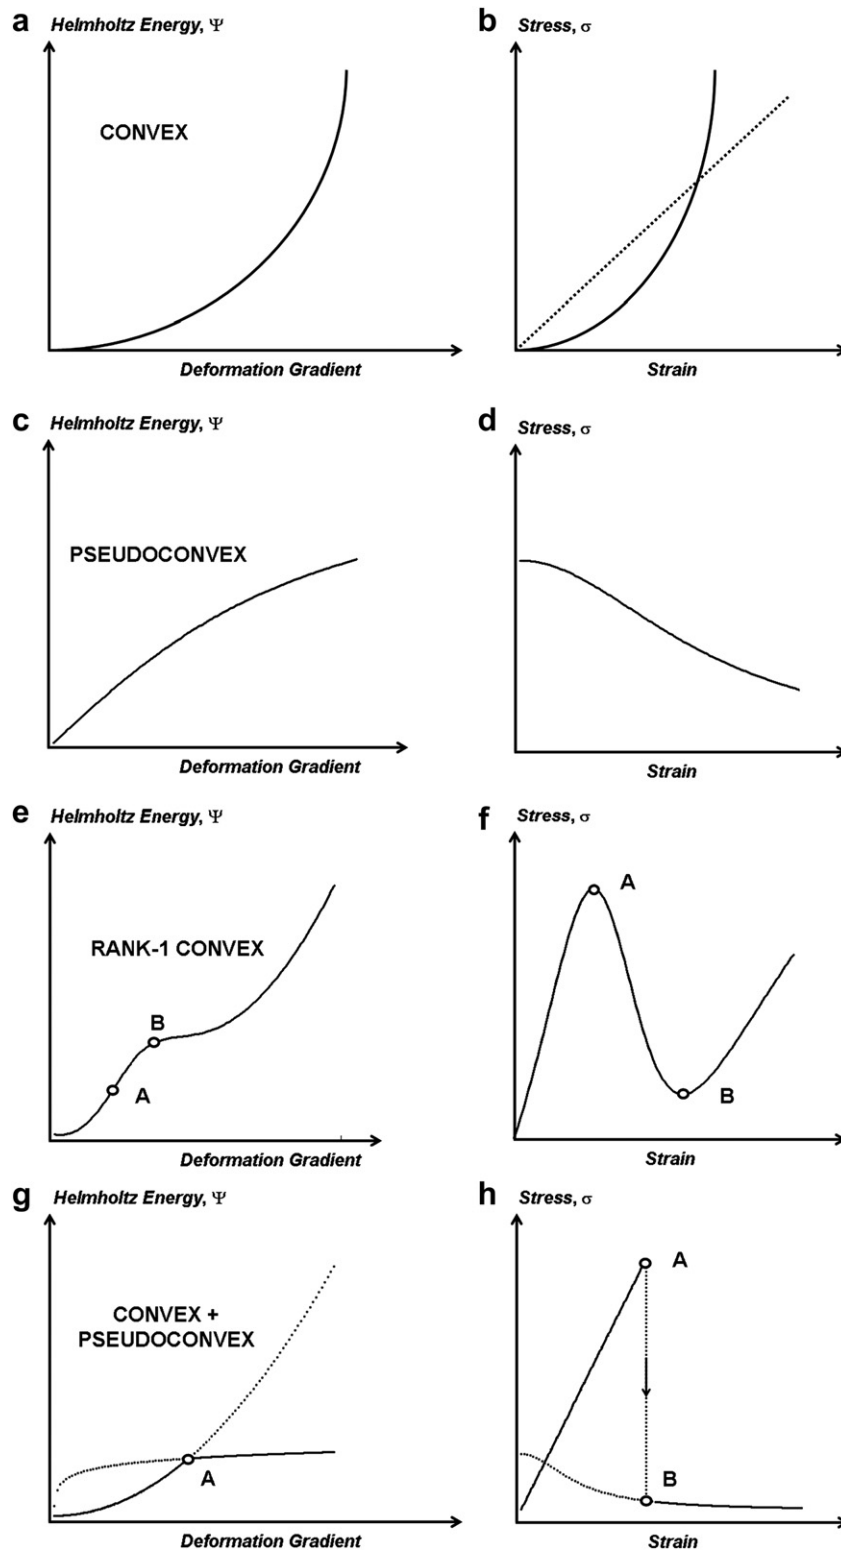 a
Helmholtz Energy, Ψ
CONVEX
Deformation Gradient
b
Stress, σ
Strain
c
Helmholtz Energy, Ψ
PSEUDOCONVEX
Deformation Gradient
d
Stress, σ
Strain
e
Helmholtz Energy, Ψ
RANK-1 CONVEX
B
A
Deformation Gradient
f
Stress, σ
A
B
Strain
g
Helmholtz Energy, Ψ
CONVEX +
PSEUDOCONVEX
A
Deformation Gradient
h
Stress, σ
A
B
Strain